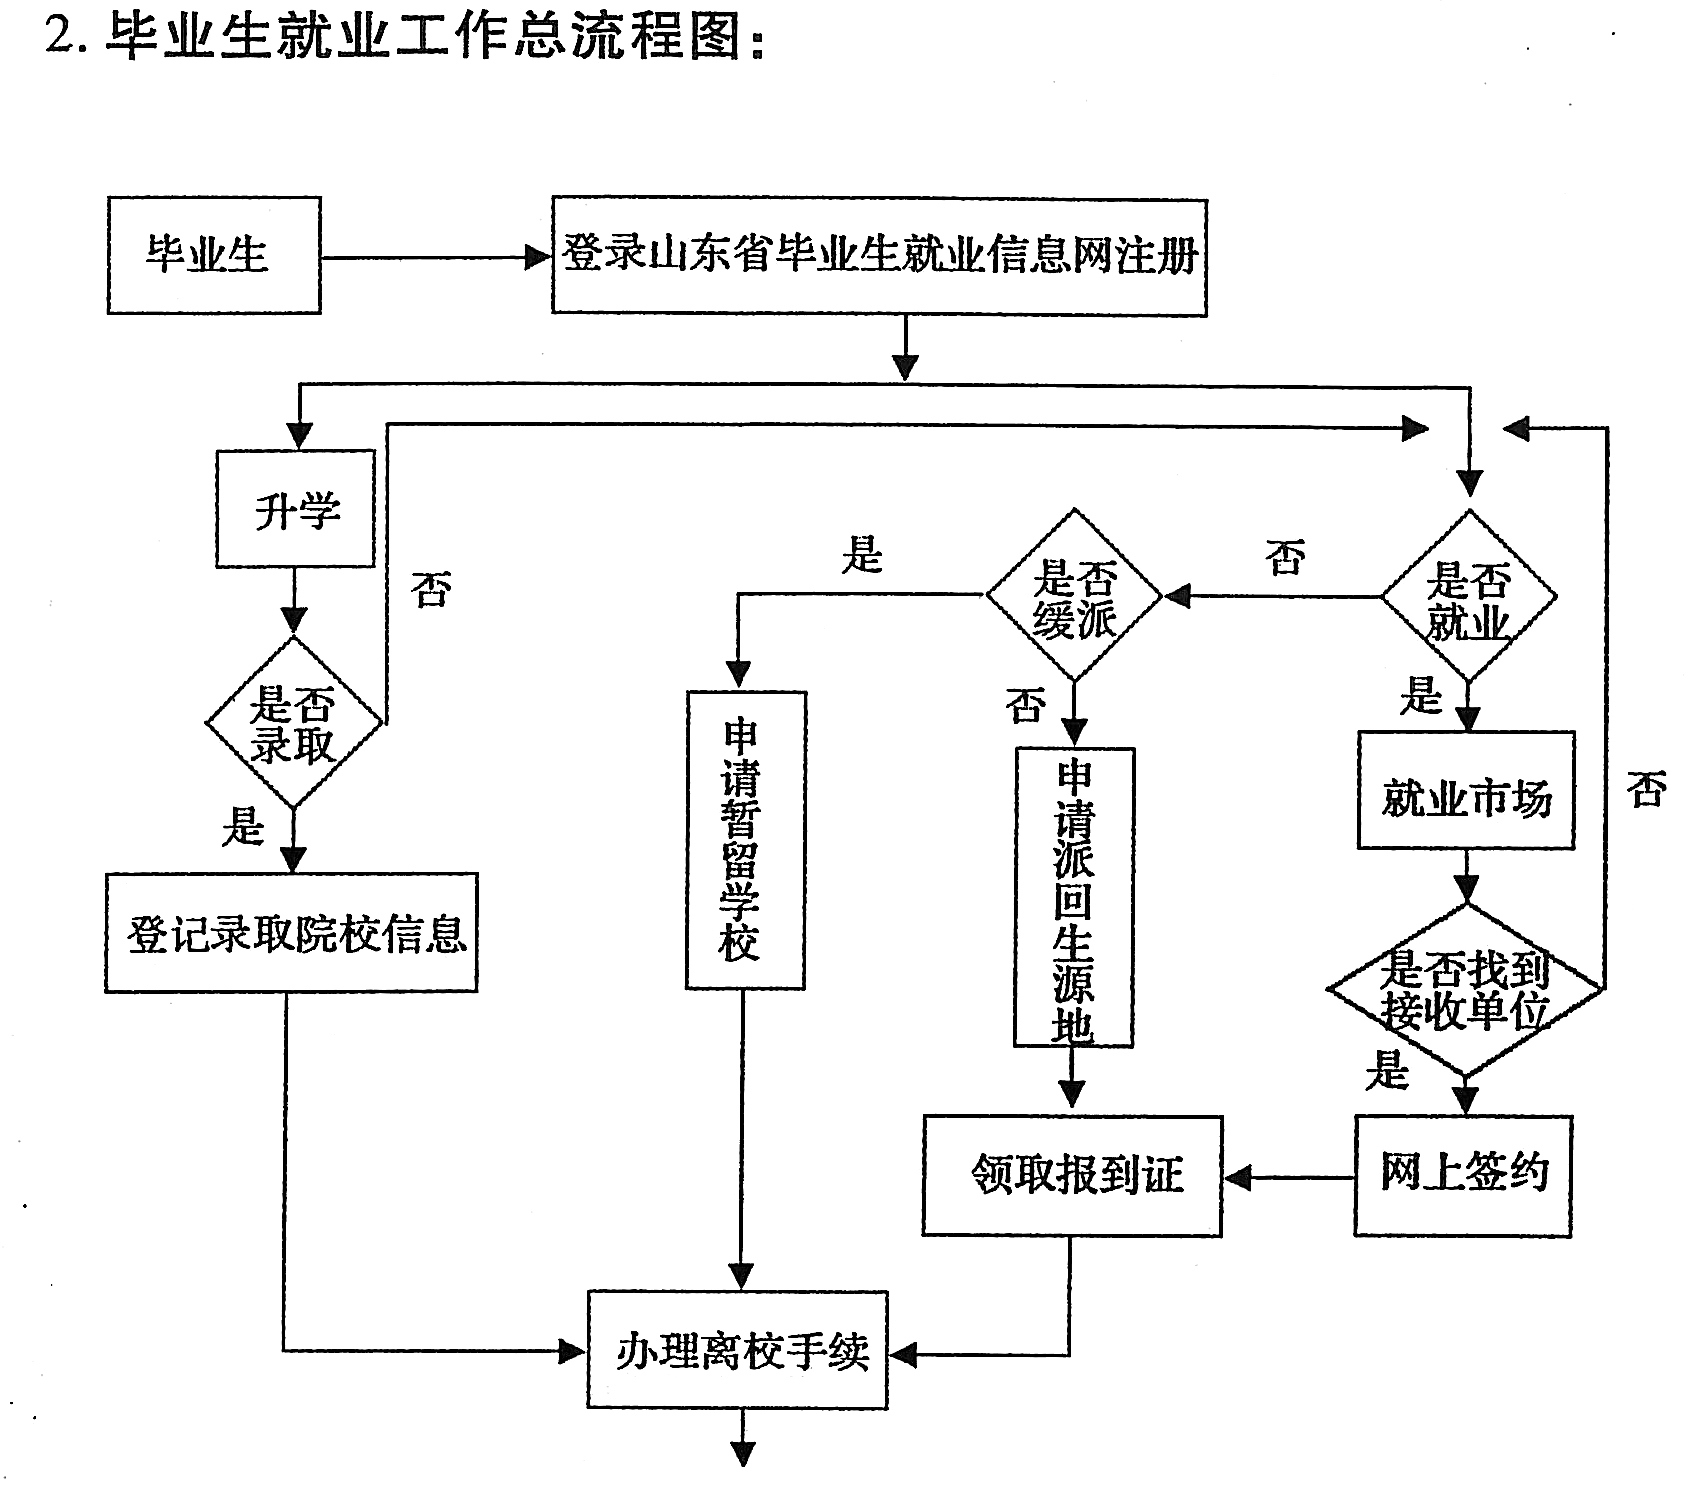 2. 毕业生就业工作总流程图：
毕业生
登录山东省毕业生就业信息网注册
升学
否
是
是否
缓派
否
是否
就业
是否
录取
否
是
申请暂留学校
申请派回生源地
就业市场
否
是
登记录取院校信息
是否找到
接收单位
是
领取报到证
网上签约
办理离校手续